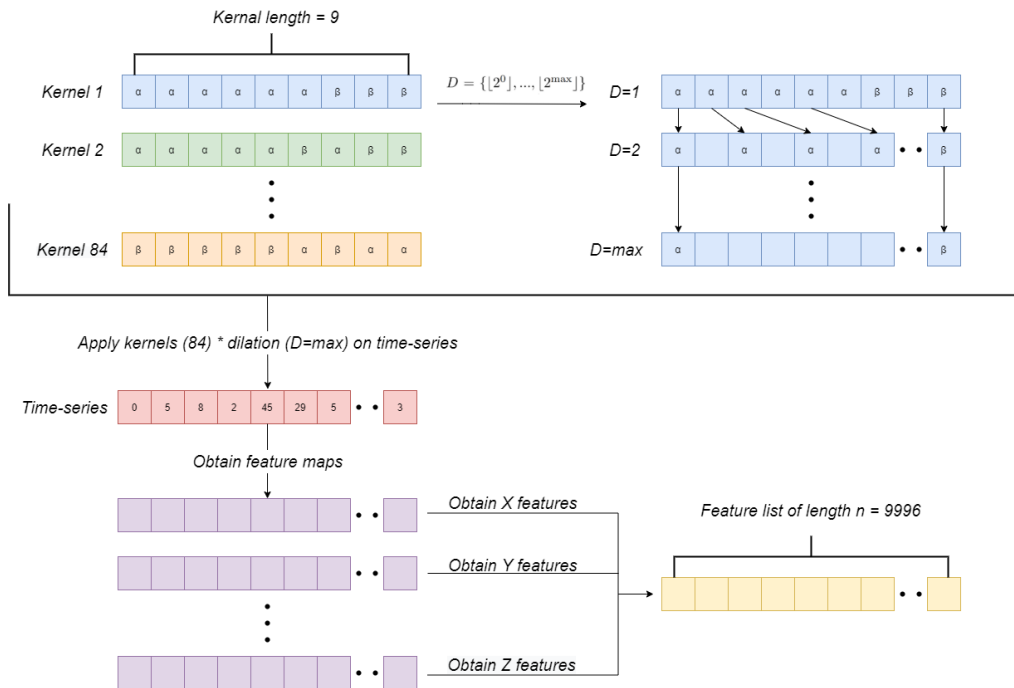 Kernal length = 9
Kernel 1 α α α α α α β β β
D = {⌊2^0⌋, ..., ⌊2^max⌋}
D=1 α α α α α α β β β
Kernel 2 α α α α α β α β β
D=2 α α α α β
Kernel 84 β β β β β α β α α
D=max α β
Apply kernels (84) * dilation (D=max) on time-series
Time-series 0 5 8 2 45 29 5 3
Obtain feature maps
Obtain X features
Feature list of length n = 9996
Obtain Y features
Obtain Z features